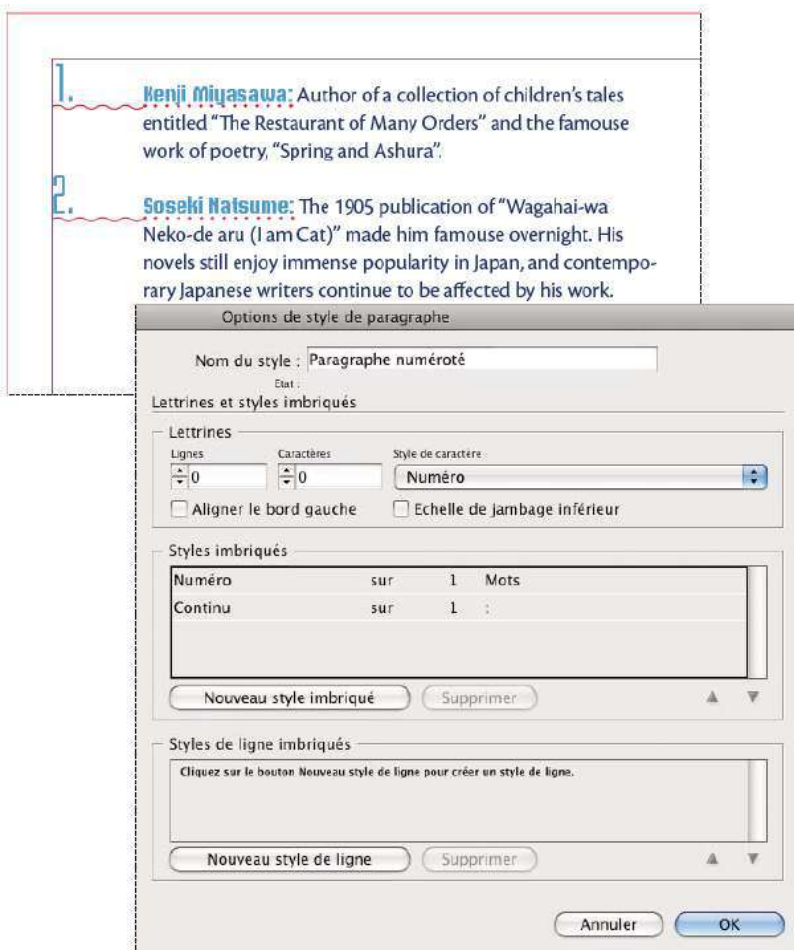 1. Kenji Miyasawa: Author of a collection of children's tales
entitled "The Restaurant of Many Orders" and the famouse
work of poetry, "Spring and Ashura".
2. Soseki Natsume: The 1905 publication of "Wagahai-wa
Neko-de aru (I am Cat)" made him famouse overnight. His
novels still enjoy immense popularity in Japan, and contempo-
rary Japanese writers continue to be affected by his work.
Options de style de paragraphe
Nom du style : Paragraphe numéroté
Etat :
Lettrines et styles imbriqués
Lettrines
Lignes Caractères Style de caractère
0 0 Numéro
Aligner le bord gauche Echelle de jambage inférieur
Styles imbriqués
Numéro sur 1 Mots
Continu sur 1 :
Nouveau style imbriqué Supprimer
Styles de ligne imbriqués
Cliquez sur le bouton Nouveau style de ligne pour créer un style de ligne.
Nouveau style de ligne Supprimer
Annuler OK